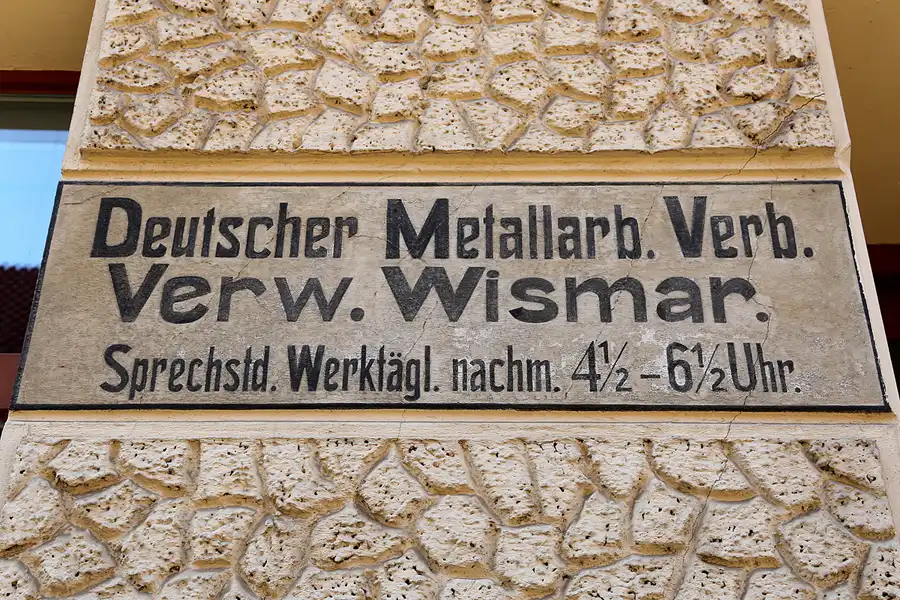 Deutscher Metallarb. Verb.
Verw. Wismar.
Sprechstd. Werktägl. nachm. 4½ – 6½ Uhr.